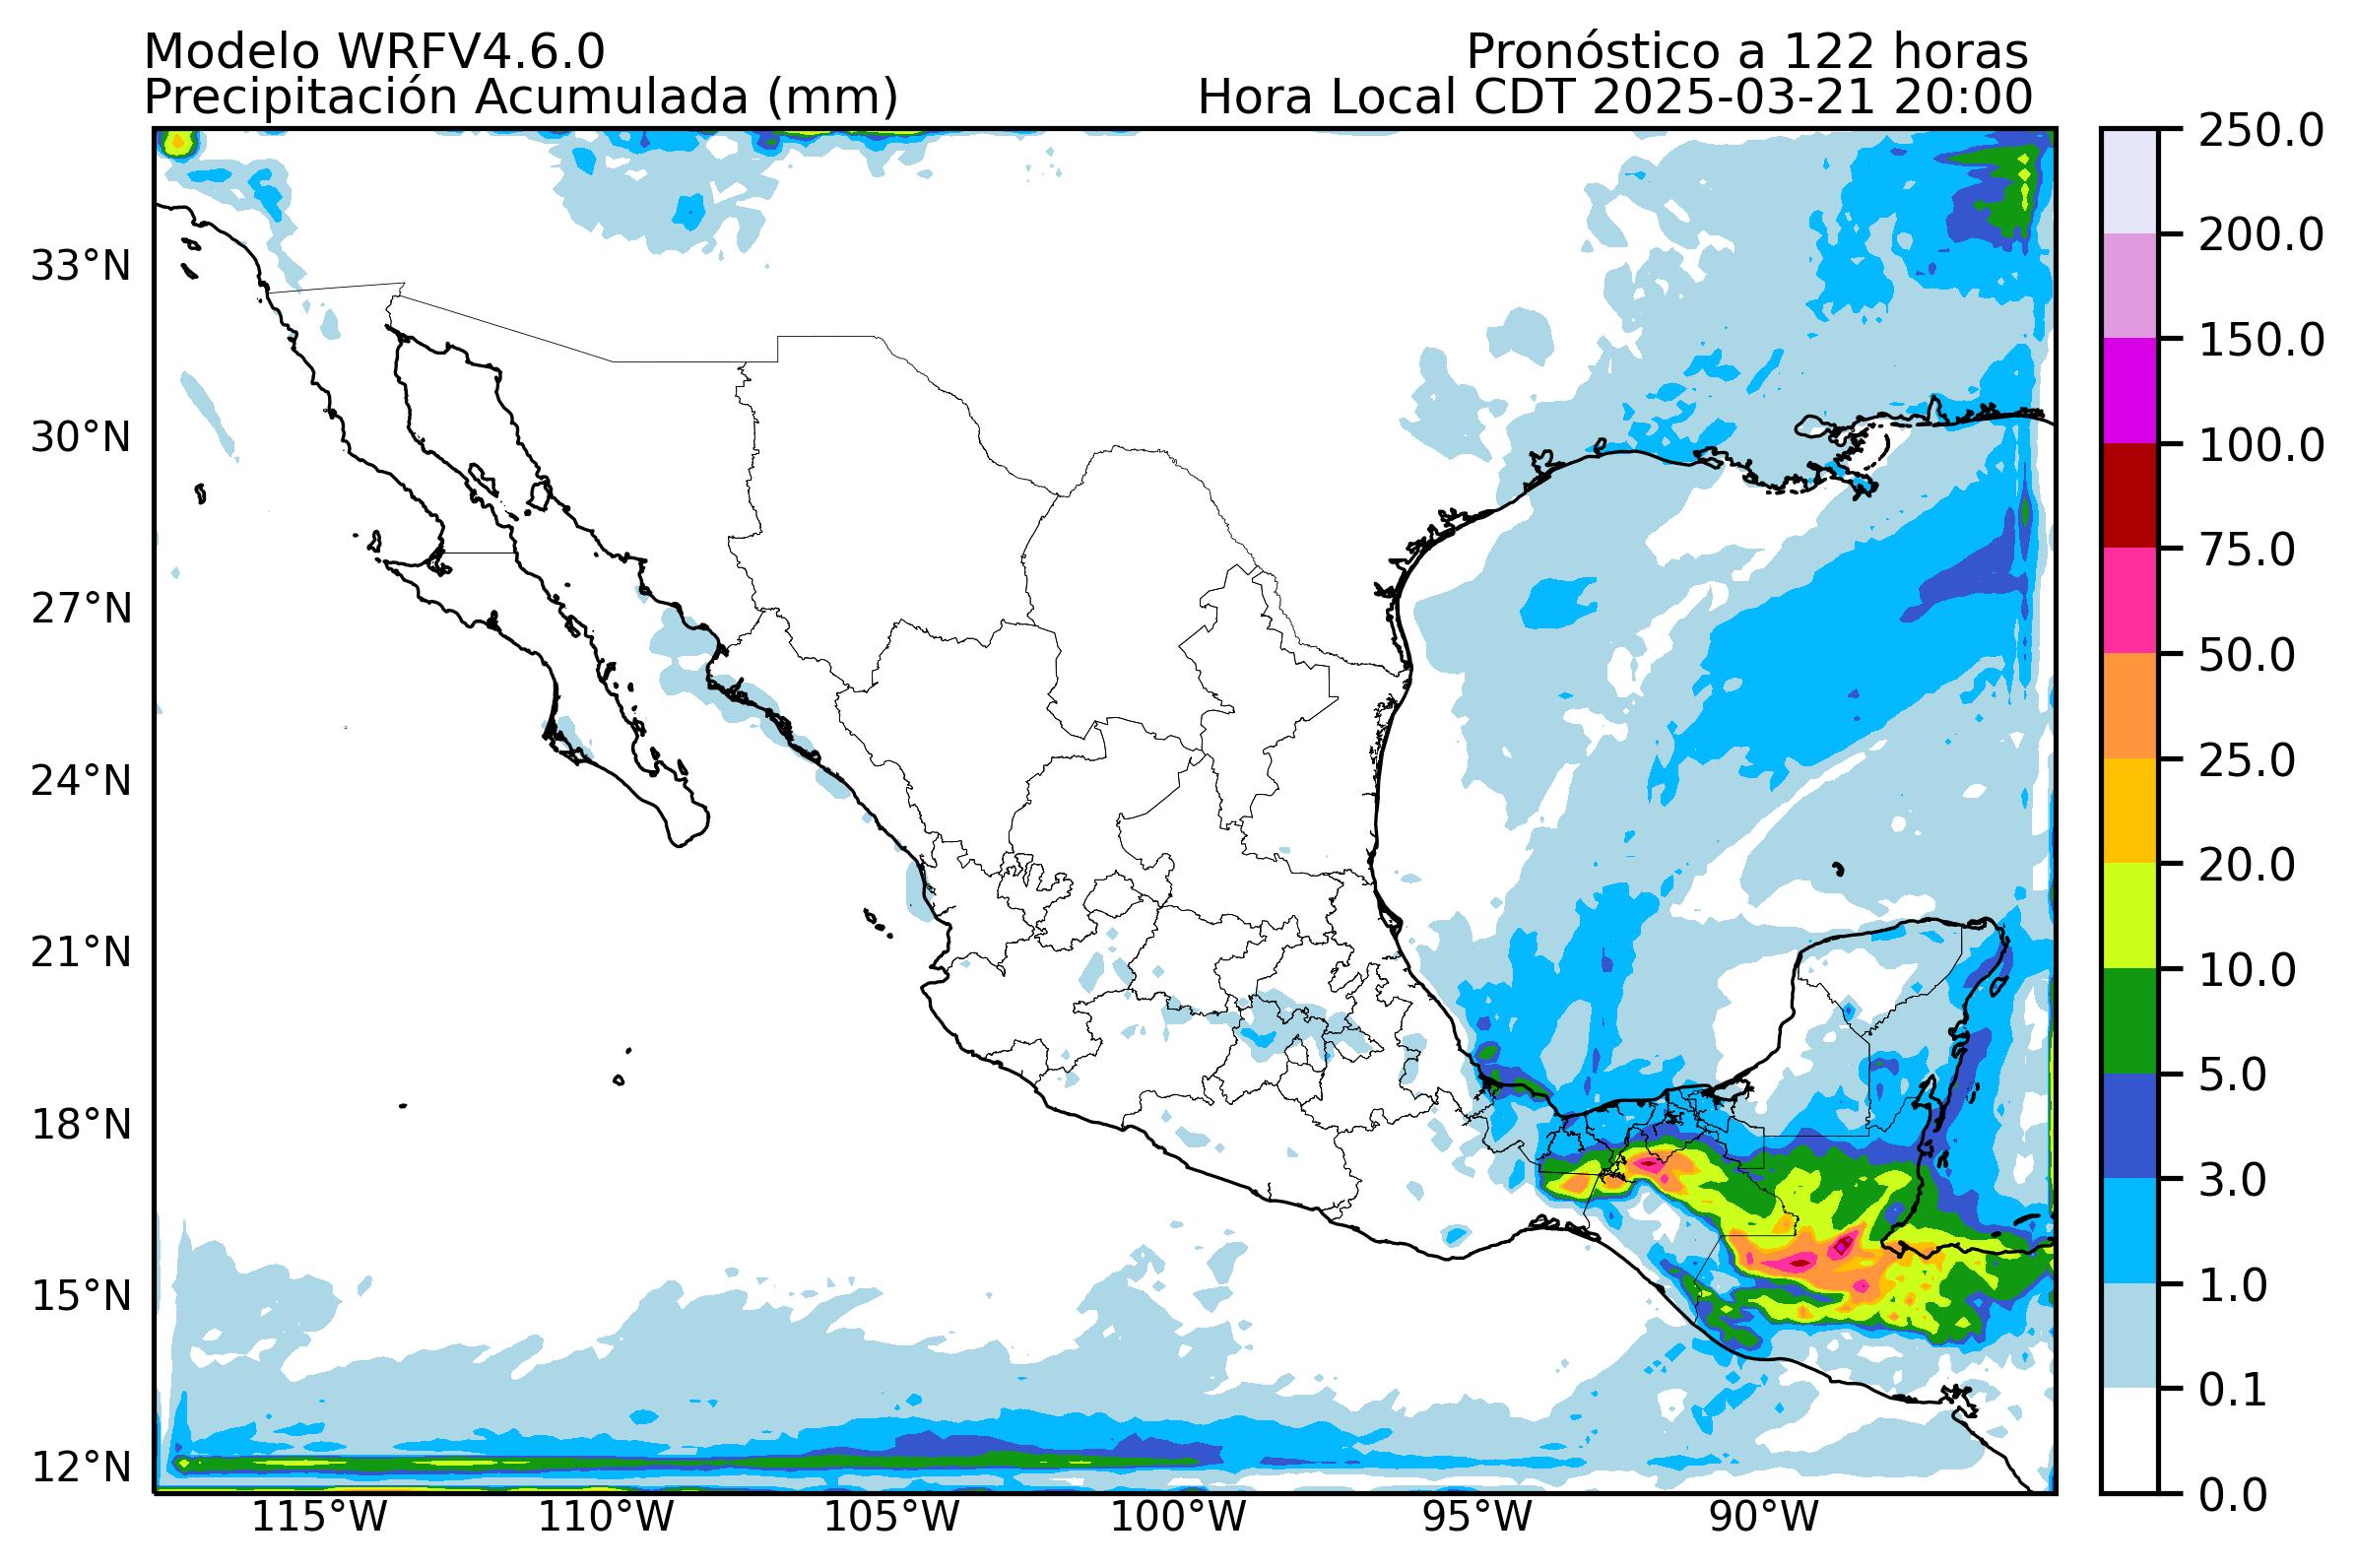 Modelo WRFV4.6.0
Pronóstico a 122 horas
Precipitación Acumulada (mm)
Hora Local CDT 2025-03-21 20:00
33°N
30°N
27°N
24°N
21°N
18°N
15°N
12°N
115°W
110°W
105°W
100°W
95°W
90°W
250.0
200.0
150.0
100.0
75.0
50.0
25.0
20.0
10.0
5.0
3.0
1.0
0.1
0.0